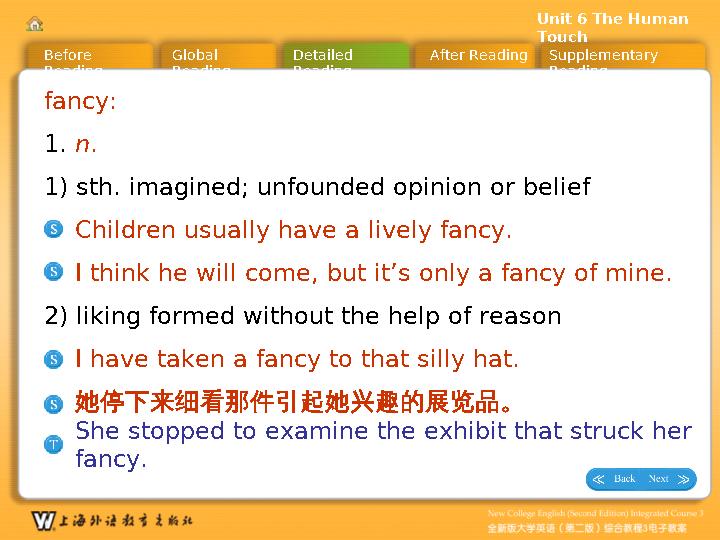 Unit 6 The Human
Touch
Before
Reading
Global
Reading
Detailed
Reading
After Reading
Supplementary
Reading
fancy:
1. n.
1) sth. imagined; unfounded opinion or belief
S Children usually have a lively fancy.
S I think he will come, but it’s only a fancy of mine.
2) liking formed without the help of reason
S I have taken a fancy to that silly hat.
S 她停下来细看那件引起她兴趣的展览品。
T She stopped to examine the exhibit that struck her
fancy.
Back Next
W 上海外语教育出版社
New College English (Second Edition) Integrated Course 3
全新版大学英语（第二版）综合教程3电子教案